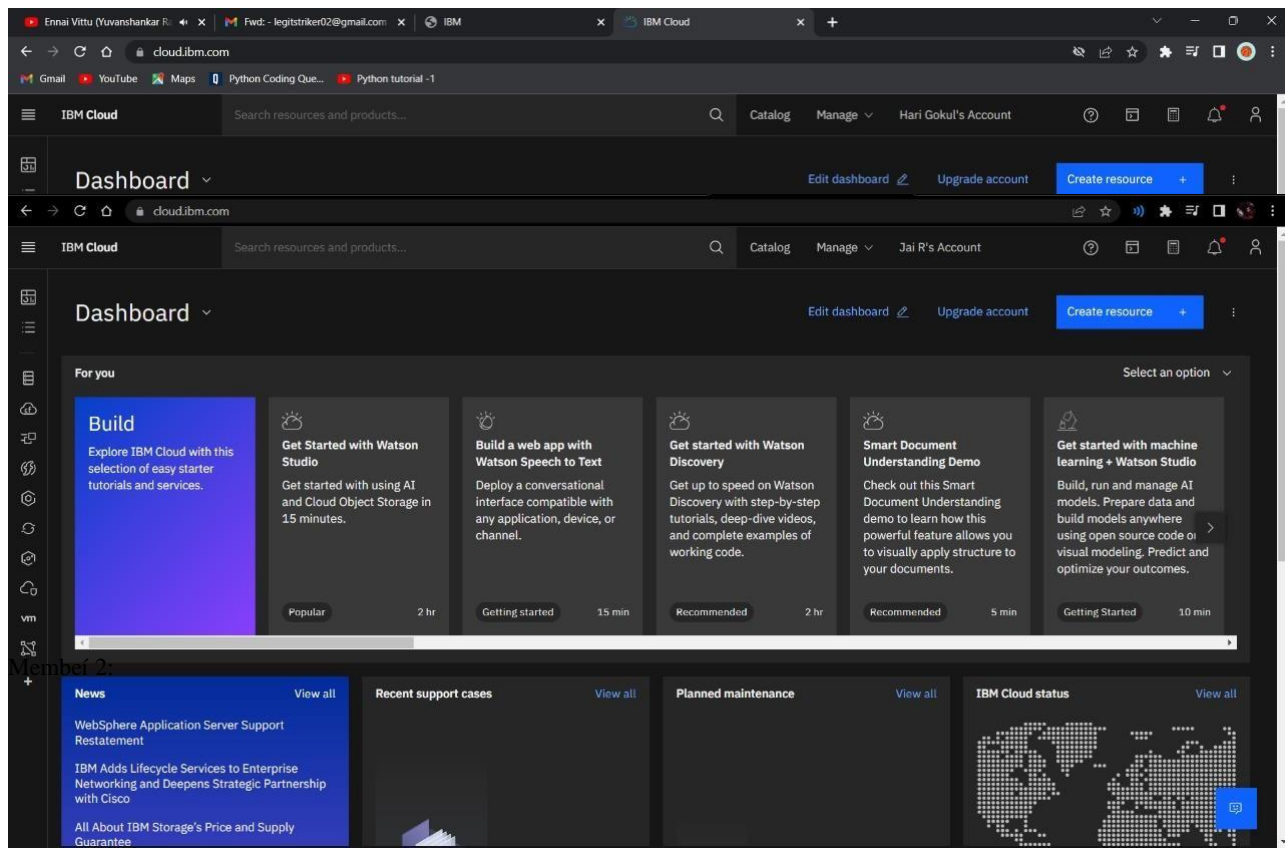 Ennai Vittu (Yuvanshankar Ra
Fwd: - legitstriker02@gmail.com
IBM
IBM Cloud
cloud.ibm.com
Gmail
YouTube
Maps
Python Coding Que...
Python tutorial -1
IBM Cloud
Search resources and products...
Catalog
Manage
Hari Gokul's Account
Dashboard
Edit dashboard
Upgrade account
Create resource +
cloud.ibm.com
IBM Cloud
Search resources and products...
Catalog
Manage
Jai R's Account
Dashboard
Edit dashboard
Upgrade account
Create resource +
For you
Select an option
Build
Explore IBM Cloud with this
selection of easy starter
tutorials and services.
Get Started with Watson
Studio
Get started with using AI
and Cloud Object Storage in
15 minutes.
Popular
2 hr
Build a web app with
Watson Speech to Text
Deploy a conversational
interface compatible with
any application, device, or
channel.
Getting started
15 min
Get started with Watson
Discovery
Get up to speed on Watson
Discovery with step-by-step
tutorials, deep-dive videos,
and complete examples of
working code.
Recommended
2 hr
Smart Document
Understanding Demo
Check out this Smart
Document Understanding
demo to learn how this
powerful feature allows you
to visually apply structure to
your documents.
Recommended
5 min
Get started with machine
learning + Watson Studio
Build, run and manage AI
models. Prepare data and
build models anywhere
using open source code or
visual modeling. Predict and
optimize your outcomes.
Getting Started
10 min
vm
Membeí 2:
News
View all
WebSphere Application Server Support
Restatement
IBM Adds Lifecycle Services to Enterprise
Networking and Deepens Strategic Partnership
with Cisco
All About IBM Storage's Price and Supply
Guarantee
Recent support cases
View all
Planned maintenance
View all
IBM Cloud status
View all